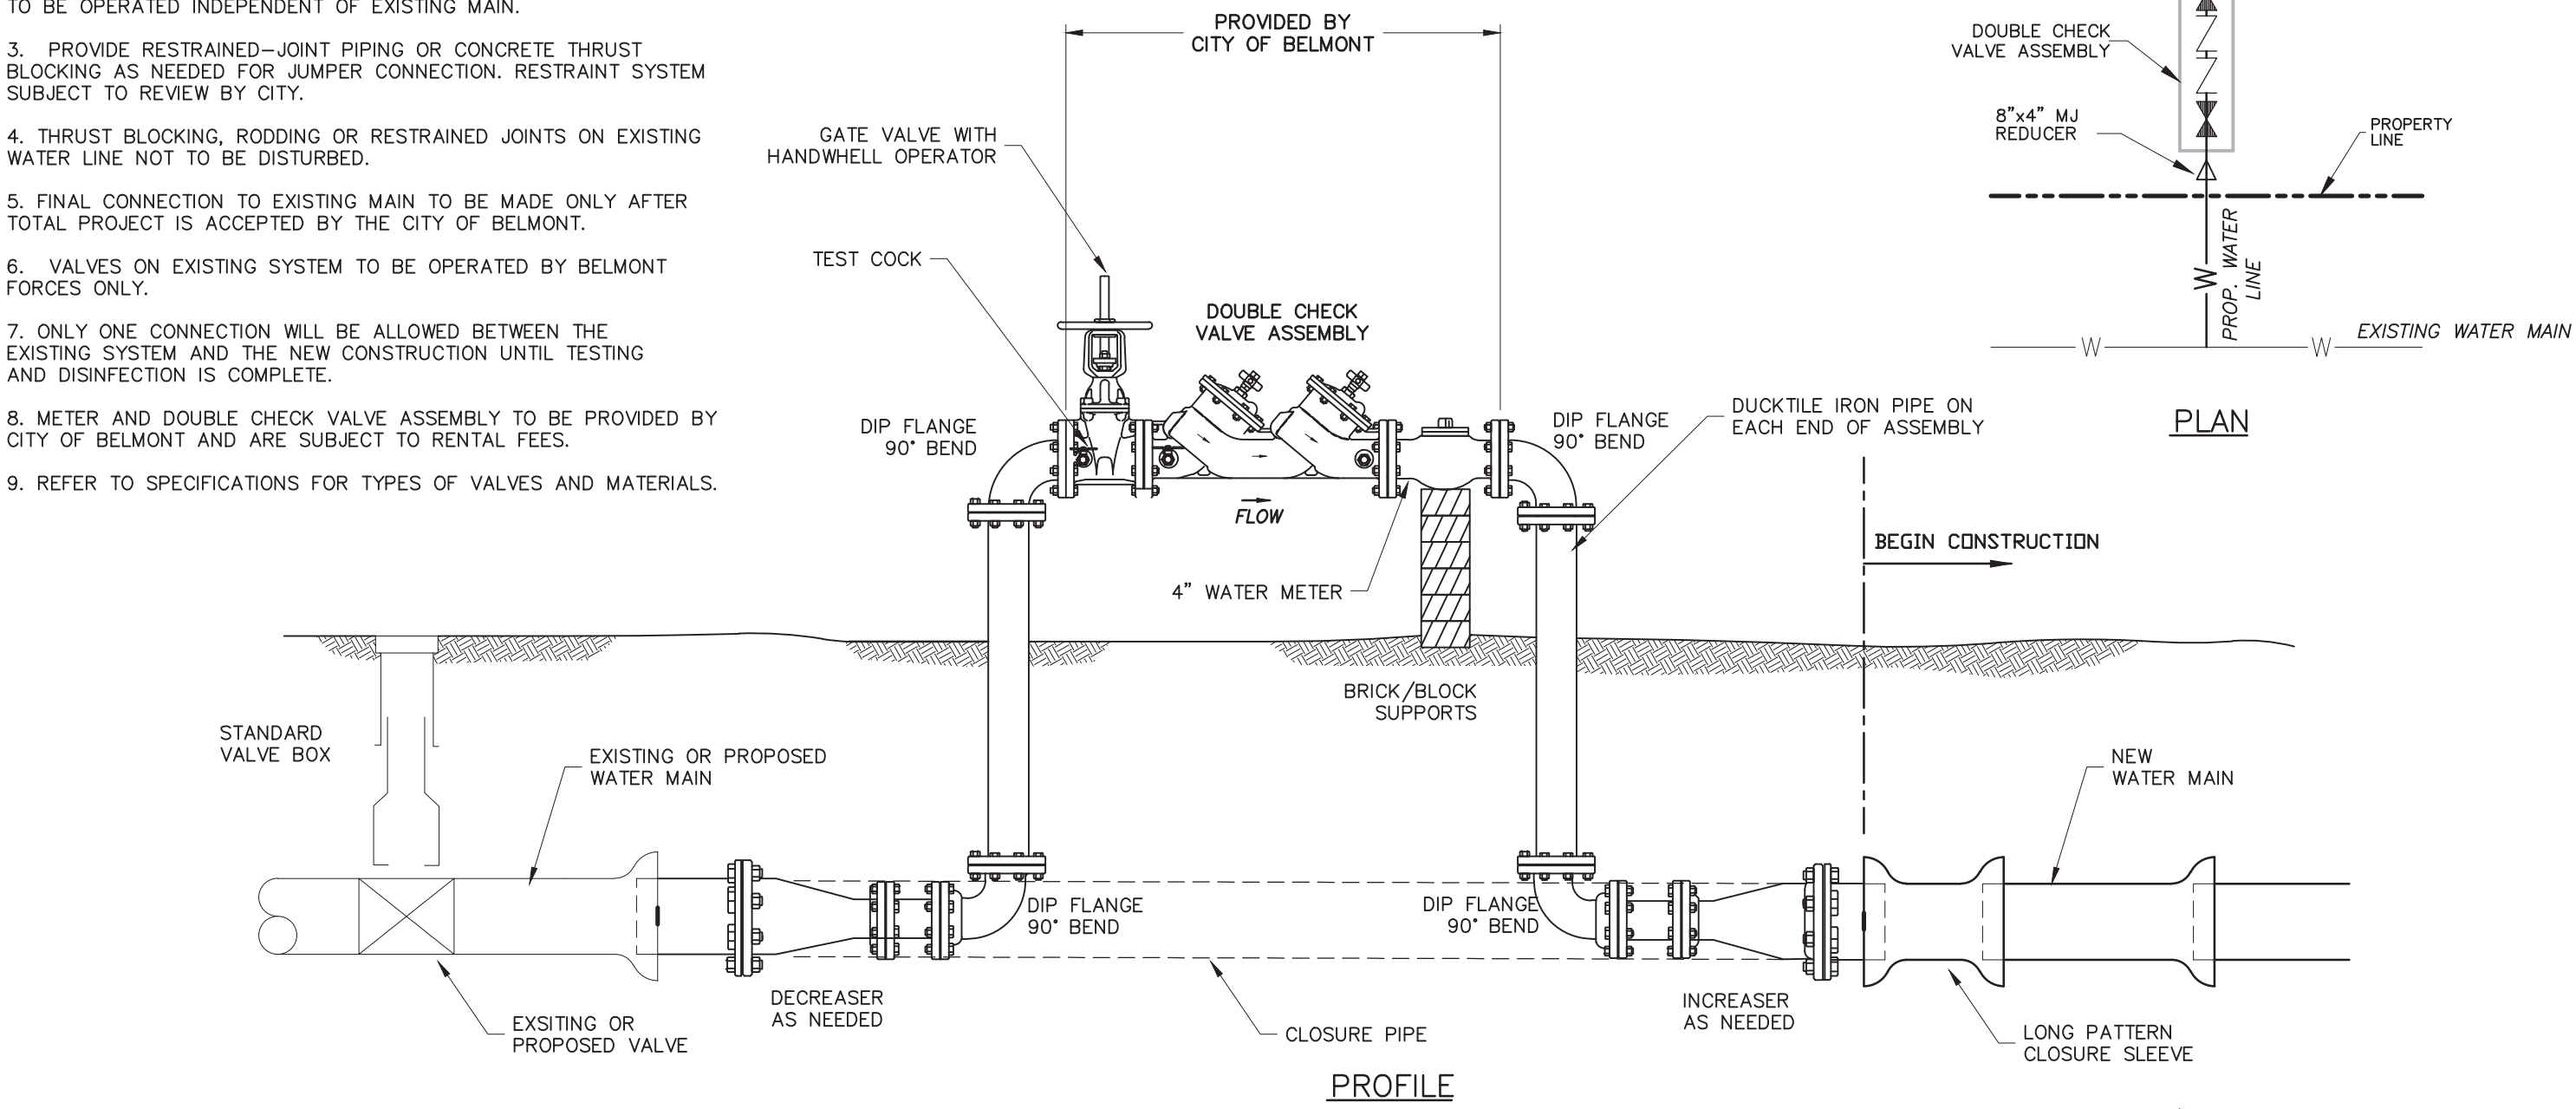 TO BE OPERATED INDEPENDENT OF EXISTING MAIN.
3. PROVIDE RESTRAINED-JOINT PIPING OR CONCRETE THRUST
BLOCKING AS NEEDED FOR JUMPER CONNECTION. RESTRAINT SYSTEM
SUBJECT TO REVIEW BY CITY.
4. THRUST BLOCKING, RODDING OR RESTRAINED JOINTS ON EXISTING
WATER LINE NOT TO BE DISTURBED.
5. FINAL CONNECTION TO EXISTING MAIN TO BE MADE ONLY AFTER
TOTAL PROJECT IS ACCEPTED BY THE CITY OF BELMONT.
6. VALVES ON EXISTING SYSTEM TO BE OPERATED BY BELMONT
FORCES ONLY.
7. ONLY ONE CONNECTION WILL BE ALLOWED BETWEEN THE
EXISTING SYSTEM AND THE NEW CONSTRUCTION UNTIL TESTING
AND DISINFECTION IS COMPLETE.
8. METER AND DOUBLE CHECK VALVE ASSEMBLY TO BE PROVIDED BY
CITY OF BELMONT AND ARE SUBJECT TO RENTAL FEES.
9. REFER TO SPECIFICATIONS FOR TYPES OF VALVES AND MATERIALS.
PROVIDED BY
CITY OF BELMONT
GATE VALVE WITH
HANDWHELL OPERATOR
TEST COCK
DOUBLE CHECK
VALVE ASSEMBLY
DIP FLANGE
90° BEND
DIP FLANGE
90° BEND
DUCKTILE IRON PIPE ON
EACH END OF ASSEMBLY
FLOW
4" WATER METER
BRICK/BLOCK
SUPPORTS
BEGIN CONSTRUCTION
STANDARD
VALVE BOX
EXISTING OR PROPOSED
WATER MAIN
NEW
WATER MAIN
DIP FLANGE
90° BEND
DIP FLANGE
90° BEND
DECREASER
AS NEEDED
INCREASER
AS NEEDED
EXSITING OR
PROPOSED VALVE
CLOSURE PIPE
LONG PATTERN
CLOSURE SLEEVE
PROFILE
DOUBLE CHECK
VALVE ASSEMBLY
8"x4" MJ
REDUCER
PROPERTY
LINE
W
PROP. WATER
LINE
W
W
EXISTING WATER MAIN
PLAN